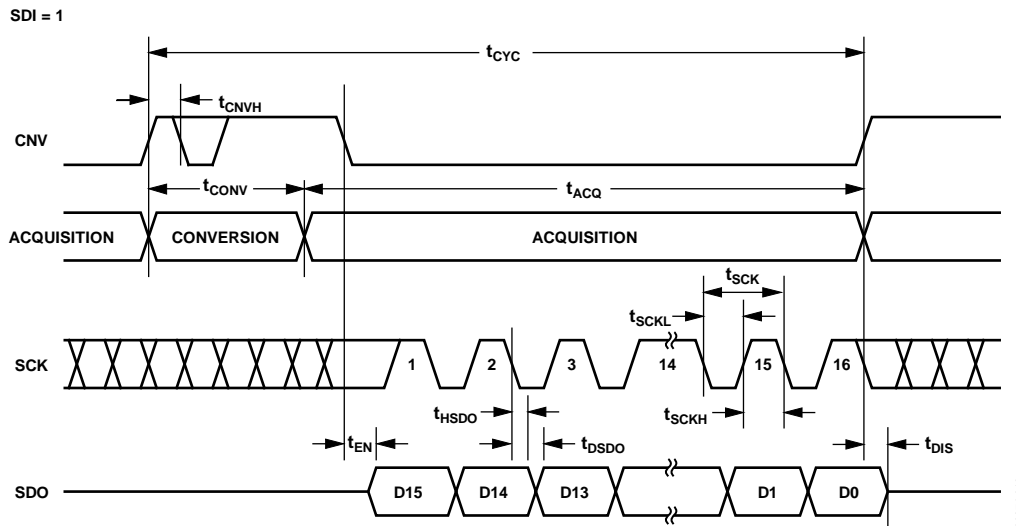 SDI = 1
tCYC
tCNVH
CNV
tCONV
tACQ
ACQUISITION
CONVERSION
ACQUISITION
tSCK
tSCKL
SCK
1
2
3
14
15
16
tHSDO
tSCKH
tEN
tDSDO
tDIS
SDO
D15
D14
D13
D1
D0